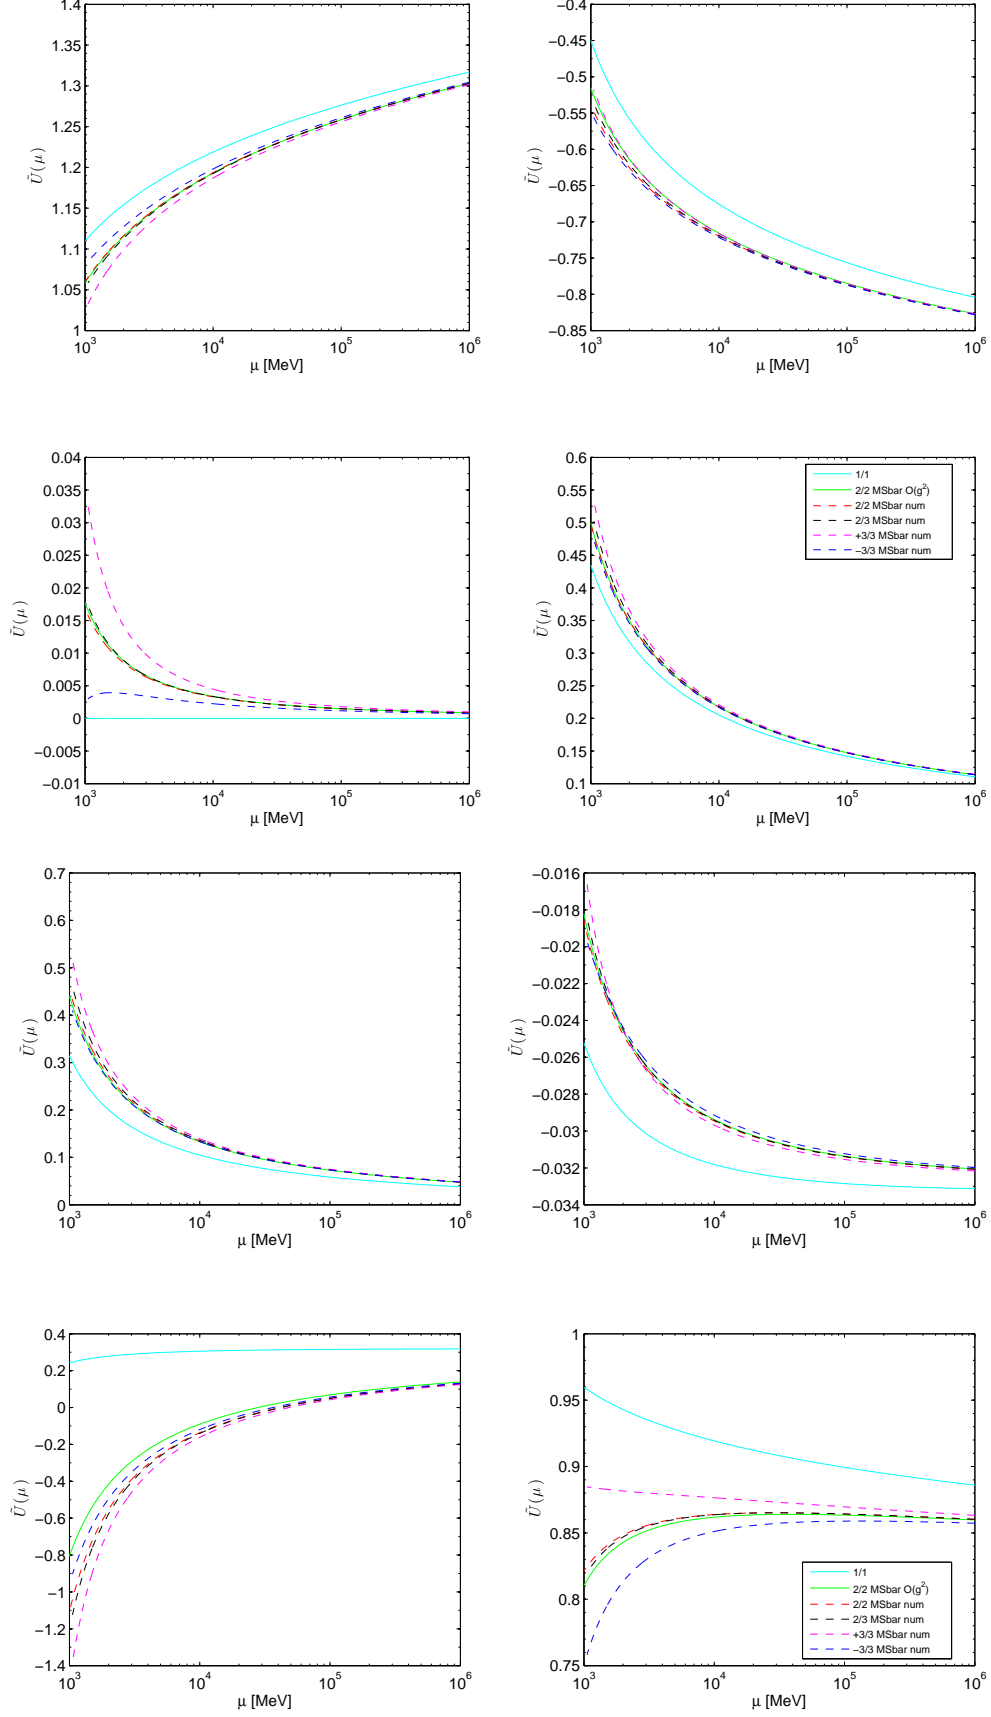 1.4
1.35
1.3
1.25
1.2
1.15
1.1
1.05
1
Ũ(μ)
10³ 10⁴ 10⁵ 10⁶
μ [MeV]
−0.4
−0.45
−0.5
−0.55
−0.6
−0.65
−0.7
−0.75
−0.8
−0.85
Ũ(μ)
10³ 10⁴ 10⁵ 10⁶
μ [MeV]
0.04
0.035
0.03
0.025
0.02
0.015
0.01
0.005
0
−0.005
−0.01
Ũ(μ)
10³ 10⁴ 10⁵ 10⁶
μ [MeV]
0.6
0.5
0.4
0.3
0.2
0.1
Ũ(μ)
1/1
2/2 MSbar O(g²)
2/2 MSbar num
2/3 MSbar num
+3/3 MSbar num
−3/3 MSbar num
10³ 10⁴ 10⁵ 10⁶
μ [MeV]
0.7
0.6
0.5
0.4
0.3
0.2
0.1
0
Ũ(μ)
10³ 10⁴ 10⁵ 10⁶
μ [MeV]
−0.016
−0.018
−0.02
−0.022
−0.024
−0.026
−0.028
−0.03
−0.032
−0.034
Ũ(μ)
10³ 10⁴ 10⁵ 10⁶
μ [MeV]
0.4
0.2
0
−0.2
−0.4
−0.6
−0.8
−1
−1.2
−1.4
Ũ(μ)
10³ 10⁴ 10⁵ 10⁶
μ [MeV]
1
0.95
0.9
0.85
0.8
0.75
Ũ(μ)
1/1
2/2 MSbar O(g²)
2/2 MSbar num
2/3 MSbar num
+3/3 MSbar num
−3/3 MSbar num
10³ 10⁴ 10⁵ 10⁶
μ [MeV]